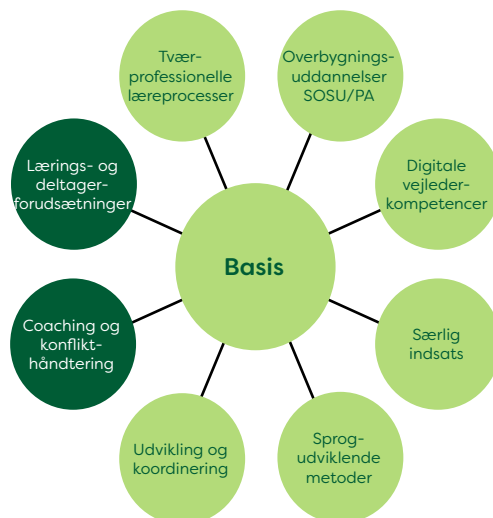 Tvær-
professionelle
læreprocesser
Overbygnings-
uddannelser
SOSU/PA
Lærings- og
deltager-
forudsætninger
Digitale
vejleder-
kompetencer
Basis
Coaching og
konflikt-
håndtering
Særlig
indsats
Udvikling og
koordinering
Sprog-
udviklende
metoder